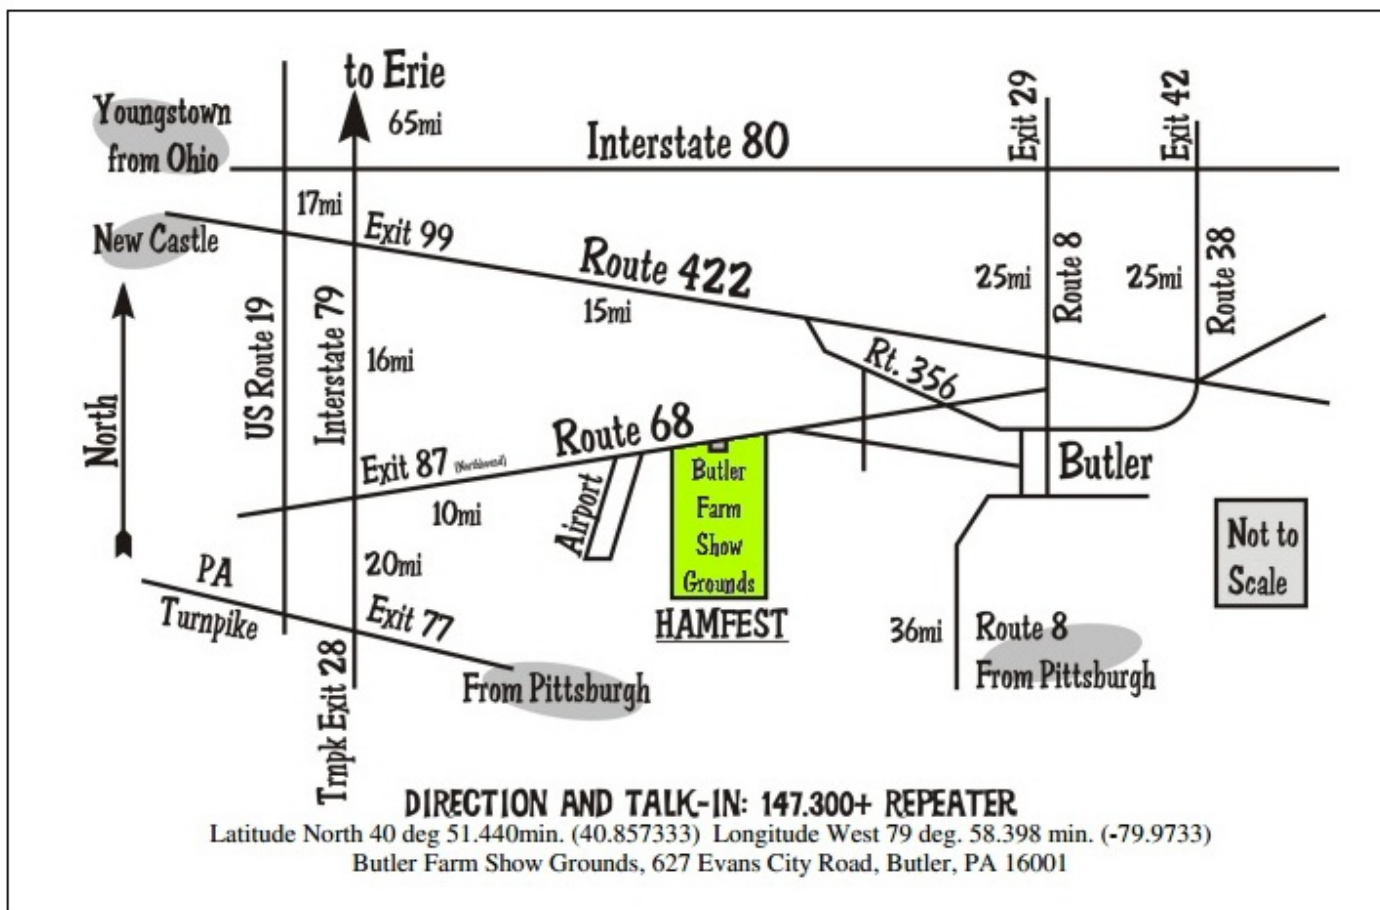 to Erie
65mi
Youngstown
from Ohio
Interstate 80
Exit 29
Exit 42
17mi
New Castle
Exit 99
Route 422
15mi
25mi
Route 8
25mi
Route 38
North
US Route 19
Interstate 79
16mi
Rt. 356
Route 68
Exit 87
10mi
Airport
Butler
Farm
Show
Grounds
HAMFEST
Butler
Not to
Scale
PA
Turnpike
20mi
Exit 77
Trnpk Exit 28
From Pittsburgh
36mi
Route 8
From Pittsburgh
DIRECTION AND TALK-IN: 147.300+ REPEATER
Latitude North 40 deg 51.440min. (40.857333) Longitude West 79 deg. 58.398 min. (-79.9733)
Butler Farm Show Grounds, 627 Evans City Road, Butler, PA 16001